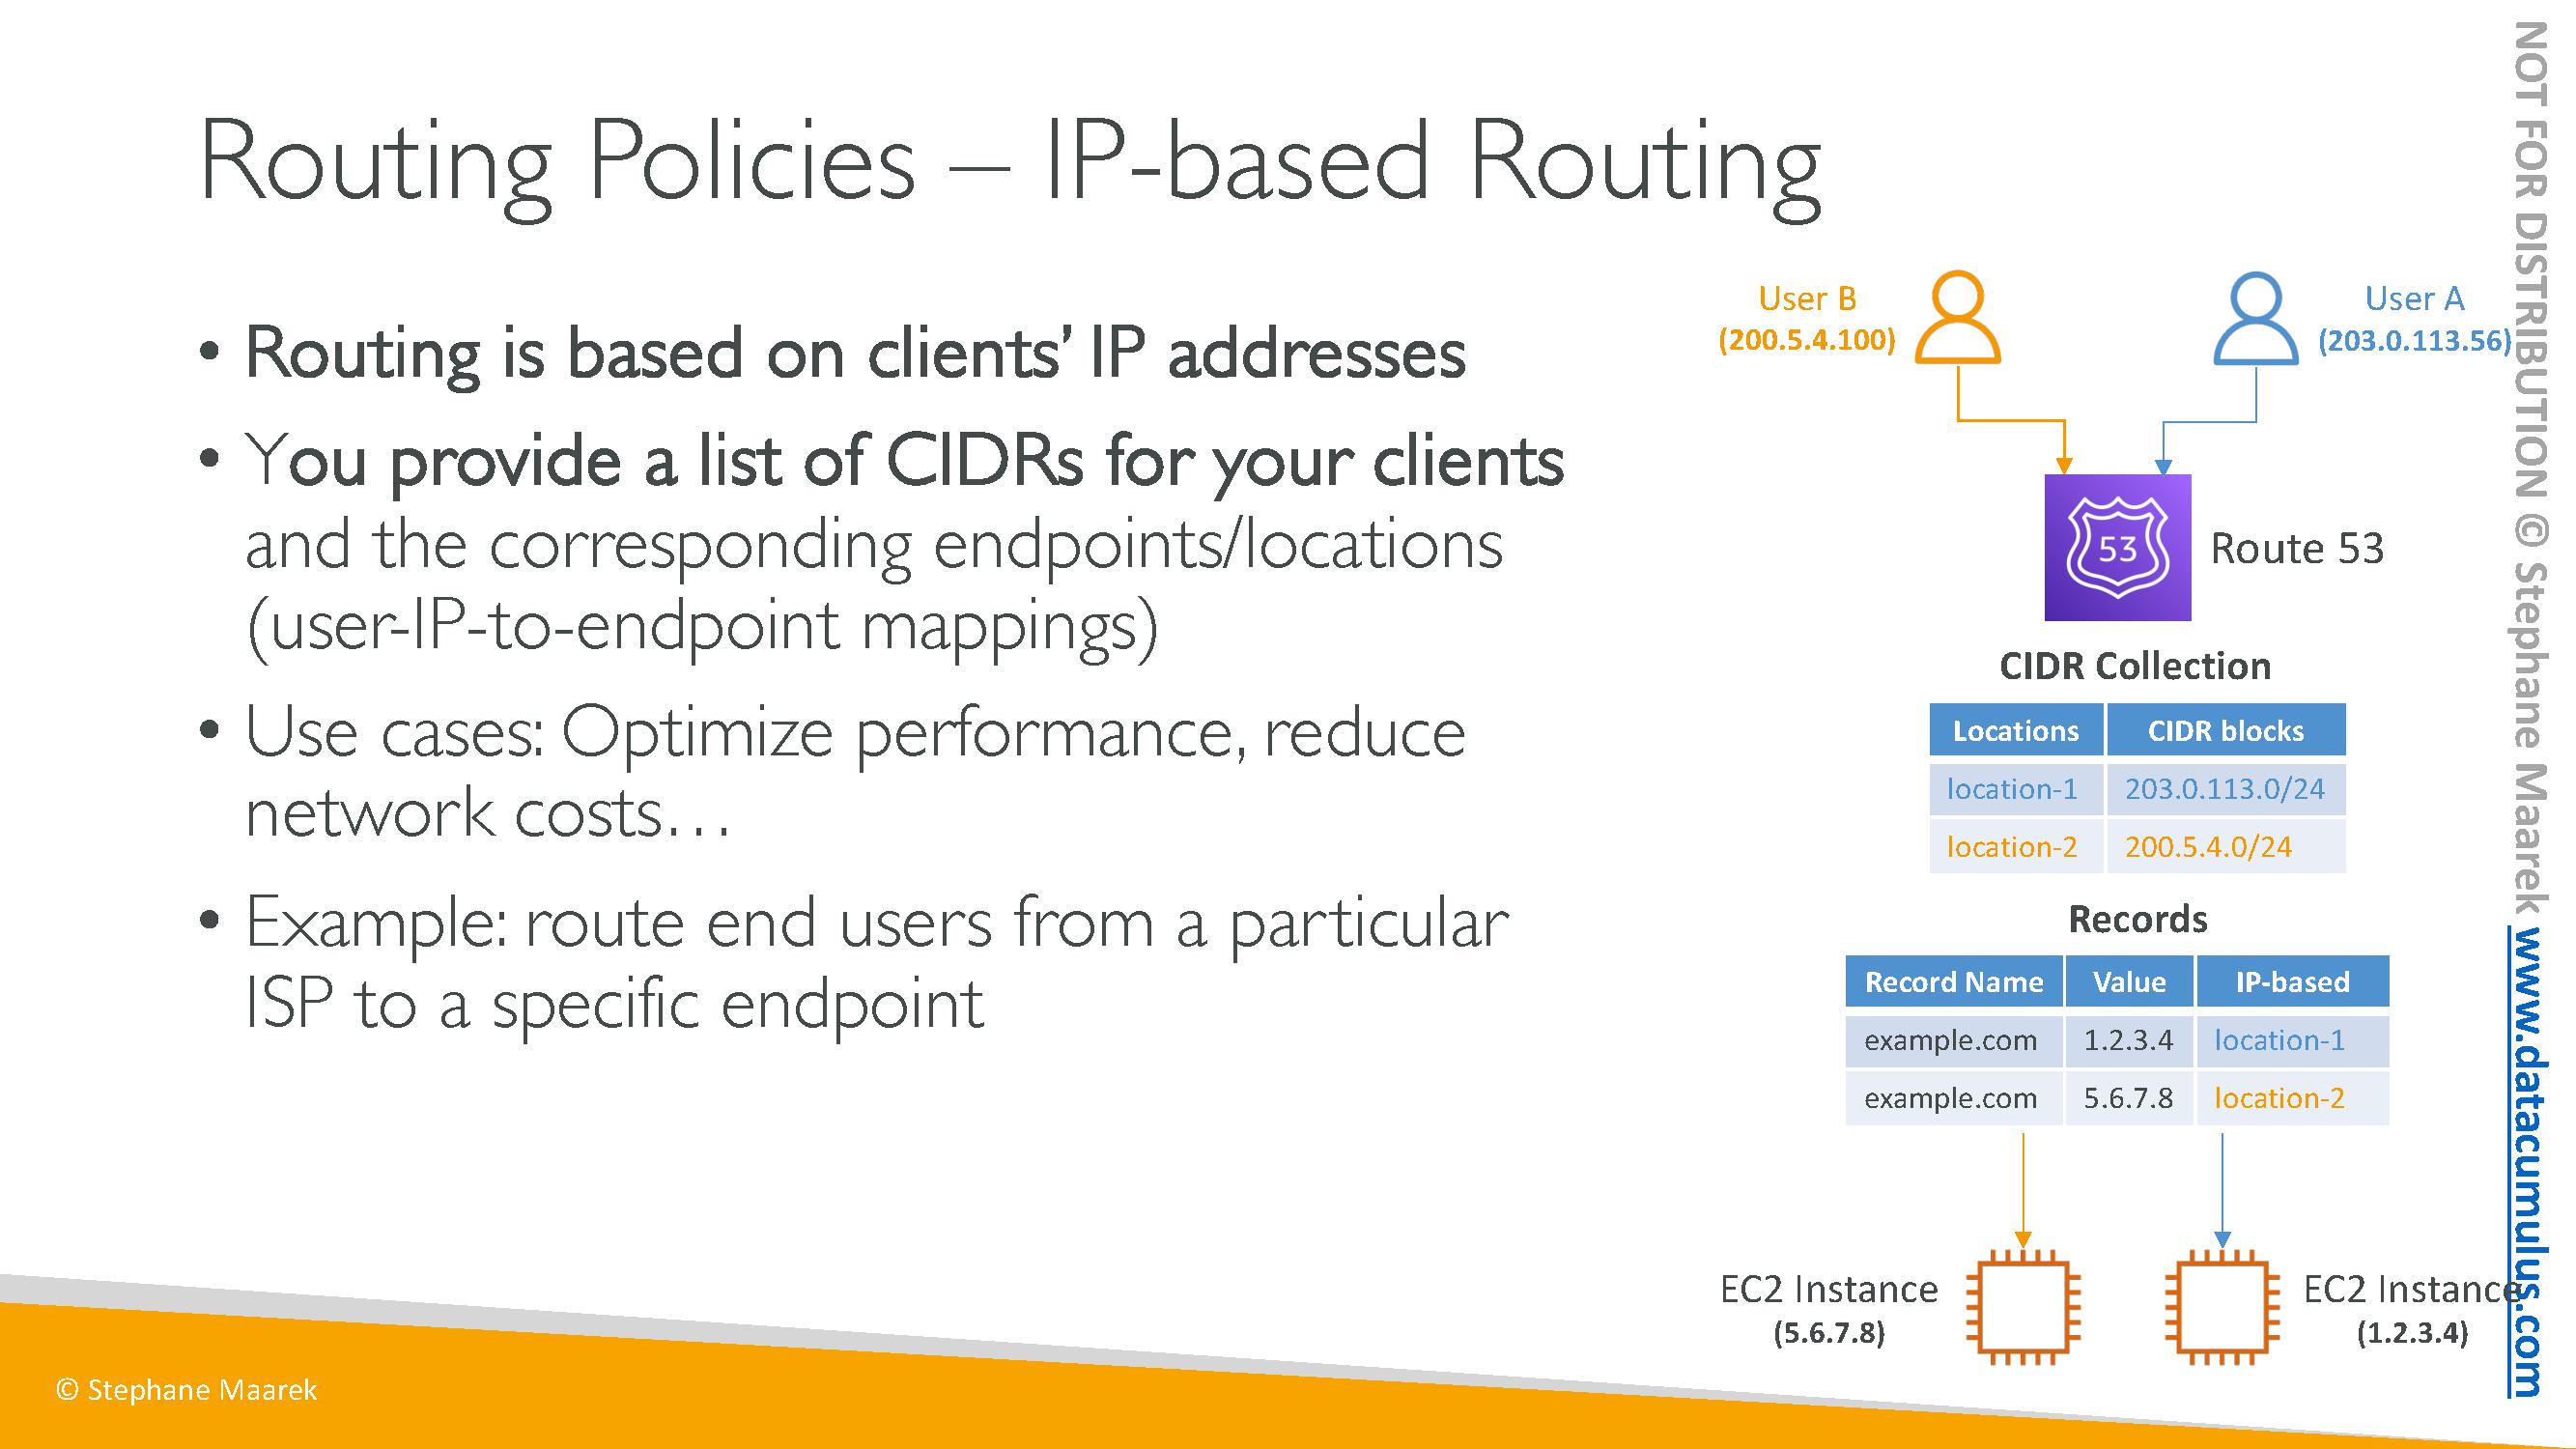 Routing Policies – IP-based Routing
• Routing is based on clients’ IP addresses
• You provide a list of CIDRs for your clients
and the corresponding endpoints/locations
(user-IP-to-endpoint mappings)
• Use cases: Optimize performance, reduce
network costs…
• Example: route end users from a particular
ISP to a specific endpoint
User B
(200.5.4.100)
User A
(203.0.113.56)
53
Route 53
CIDR Collection
Locations CIDR blocks
location-1 203.0.113.0/24
location-2 200.5.4.0/24
Records
Record Name Value IP-based
example.com 1.2.3.4 location-1
example.com 5.6.7.8 location-2
EC2 Instance
(5.6.7.8)
EC2 Instance
(1.2.3.4)
© Stephane Maarek
NOT FOR DISTRIBUTION © Stephane Maarek www.datacumulus.com